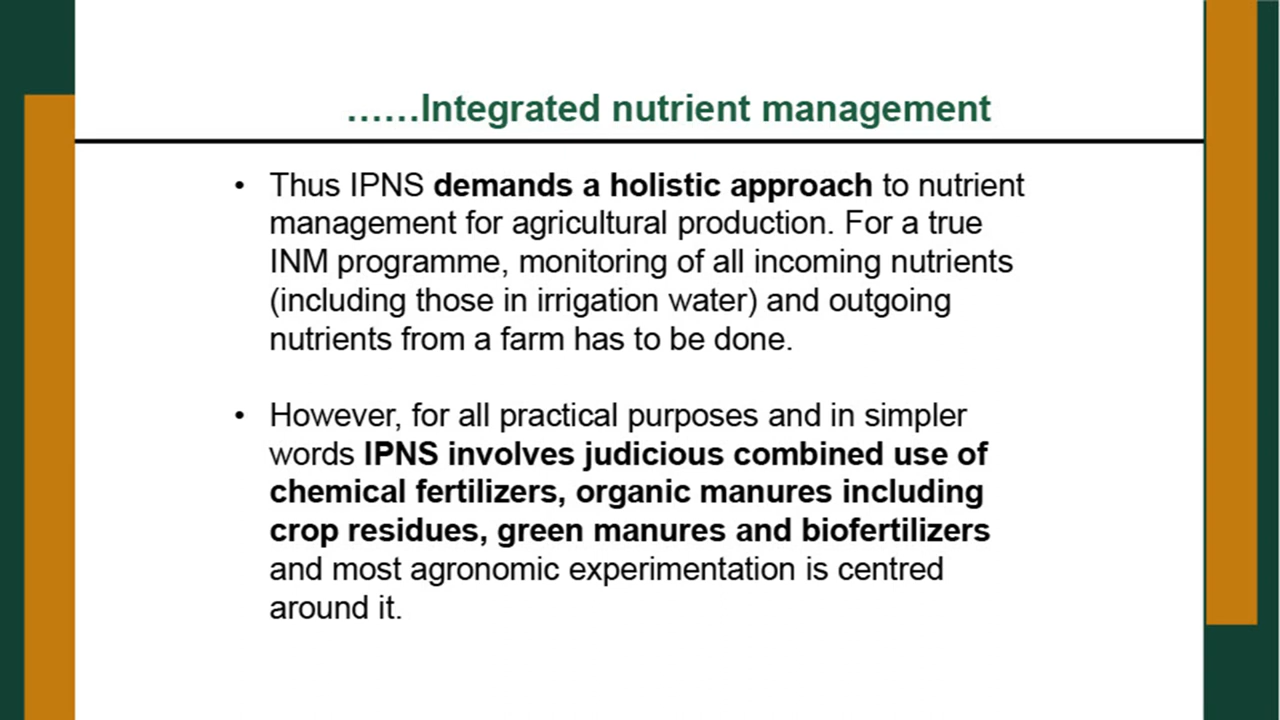 ......Integrated nutrient management
• Thus IPNS demands a holistic approach to nutrient
management for agricultural production. For a true
INM programme, monitoring of all incoming nutrients
(including those in irrigation water) and outgoing
nutrients from a farm has to be done.
• However, for all practical purposes and in simpler
words IPNS involves judicious combined use of
chemical fertilizers, organic manures including
crop residues, green manures and biofertilizers
and most agronomic experimentation is centred
around it.